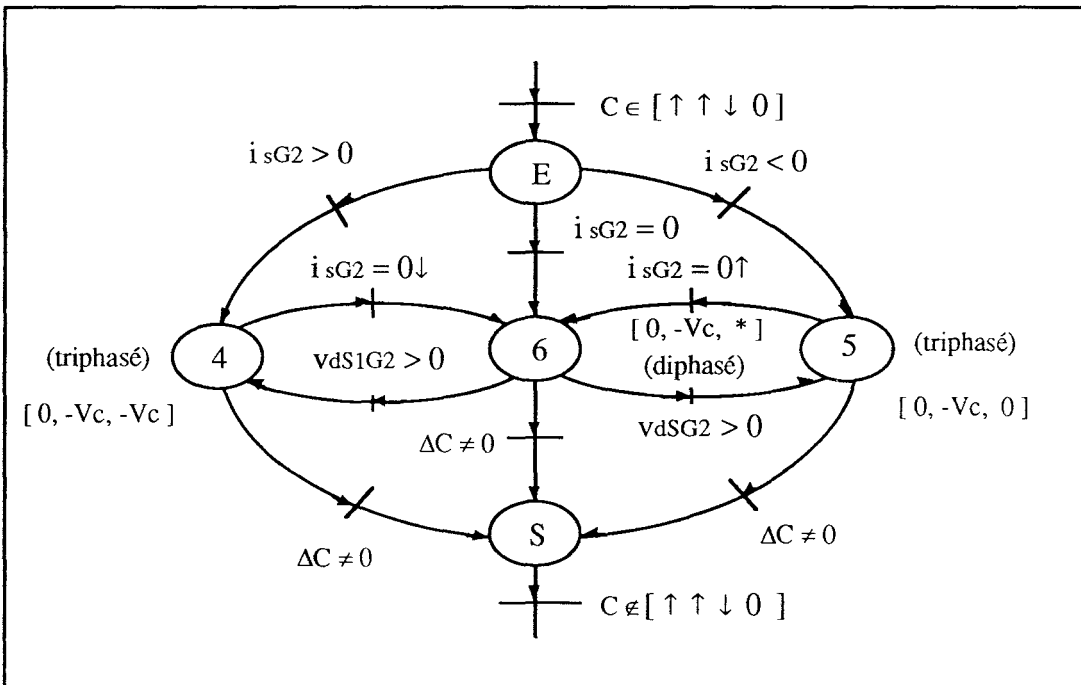 C ∈ [ ↑ ↑ ↓ 0 ]
i sG2 > 0
E
i sG2 < 0
i sG2 = 0
i sG2 = 0↓
i sG2 = 0↑
(triphasé)
4
6
[ 0, -Vc, * ]
5
(triphasé)
vdS1G2 > 0
(diphasé)
[ 0, -Vc, -Vc ]
[ 0, -Vc, 0 ]
vdSG2 > 0
ΔC ≠ 0
S
ΔC ≠ 0
ΔC ≠ 0
C ∉ [ ↑ ↑ ↓ 0 ]